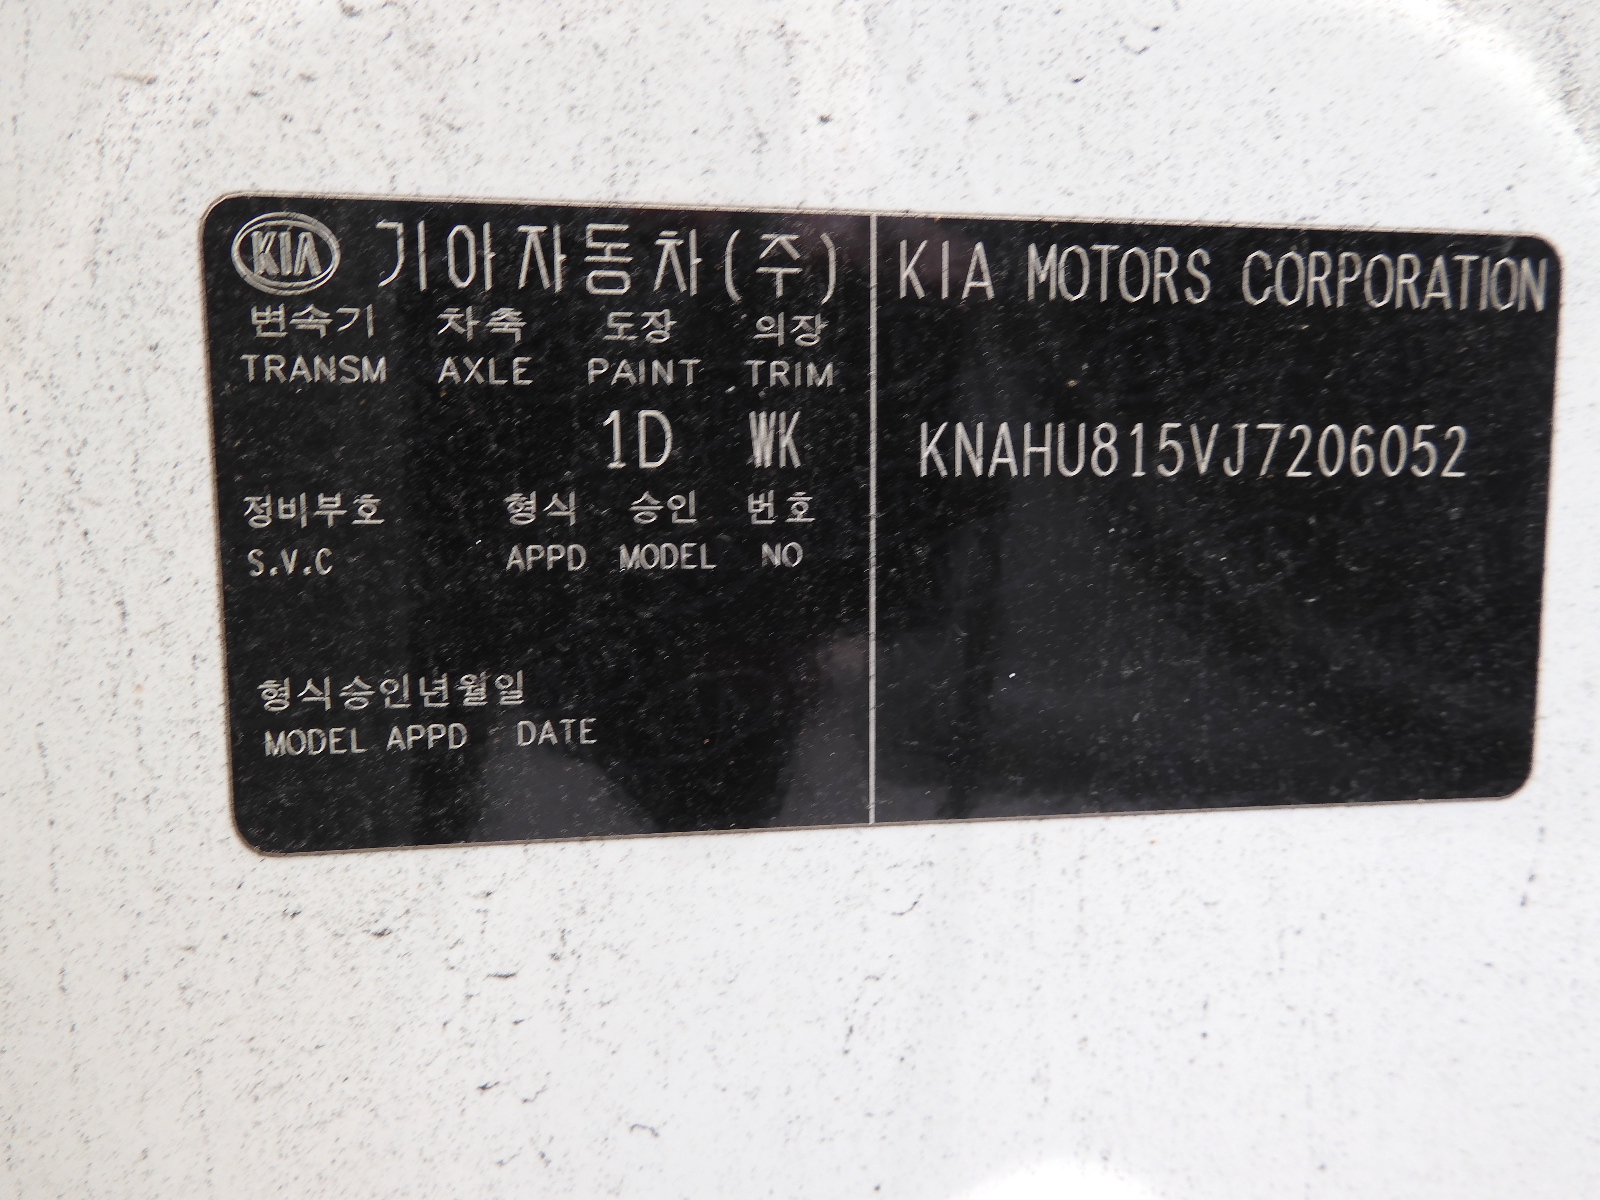 KIA 기아자동차(주)
변속기 차축 도장 의장
TRANSM AXLE PAINT TRIM
1D WK
정비부호 형식 승인 번호
S.V.C APPD MODEL NO
형식승인년월일
MODEL APPD DATE
KIA MOTORS CORPORATION
KNAHU815VJ7206052